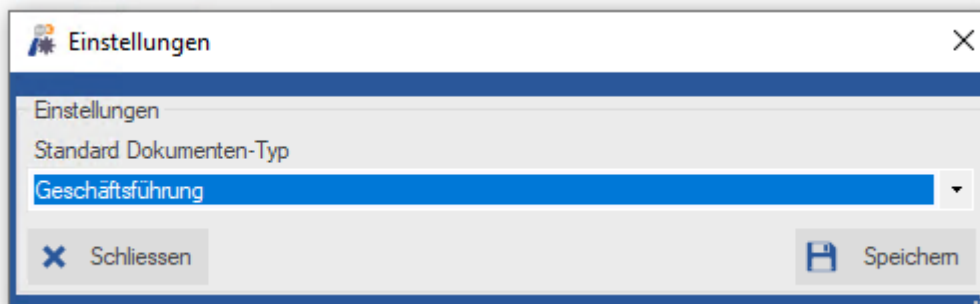 Einstellungen
Einstellungen
Standard Dokumenten-Typ
Geschäftsführung
Schliessen
Speichern